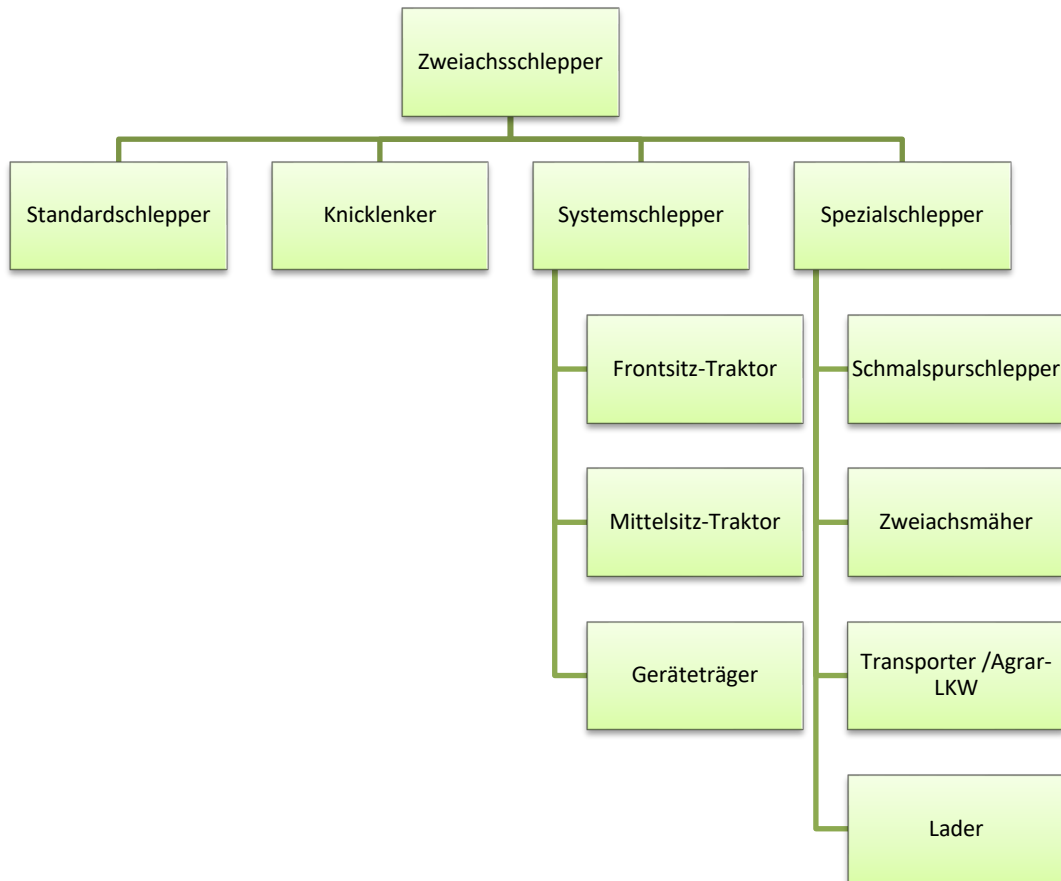 Zweiachsschlepper
Standardschlepper
Knicklenker
Systemschlepper
Spezialschlepper
Frontsitz-Traktor
Schmalspurschlepper
Mittelsitz-Traktor
Zweiachsmäher
Geräteträger
Transporter /Agrar-
LKW
Lader